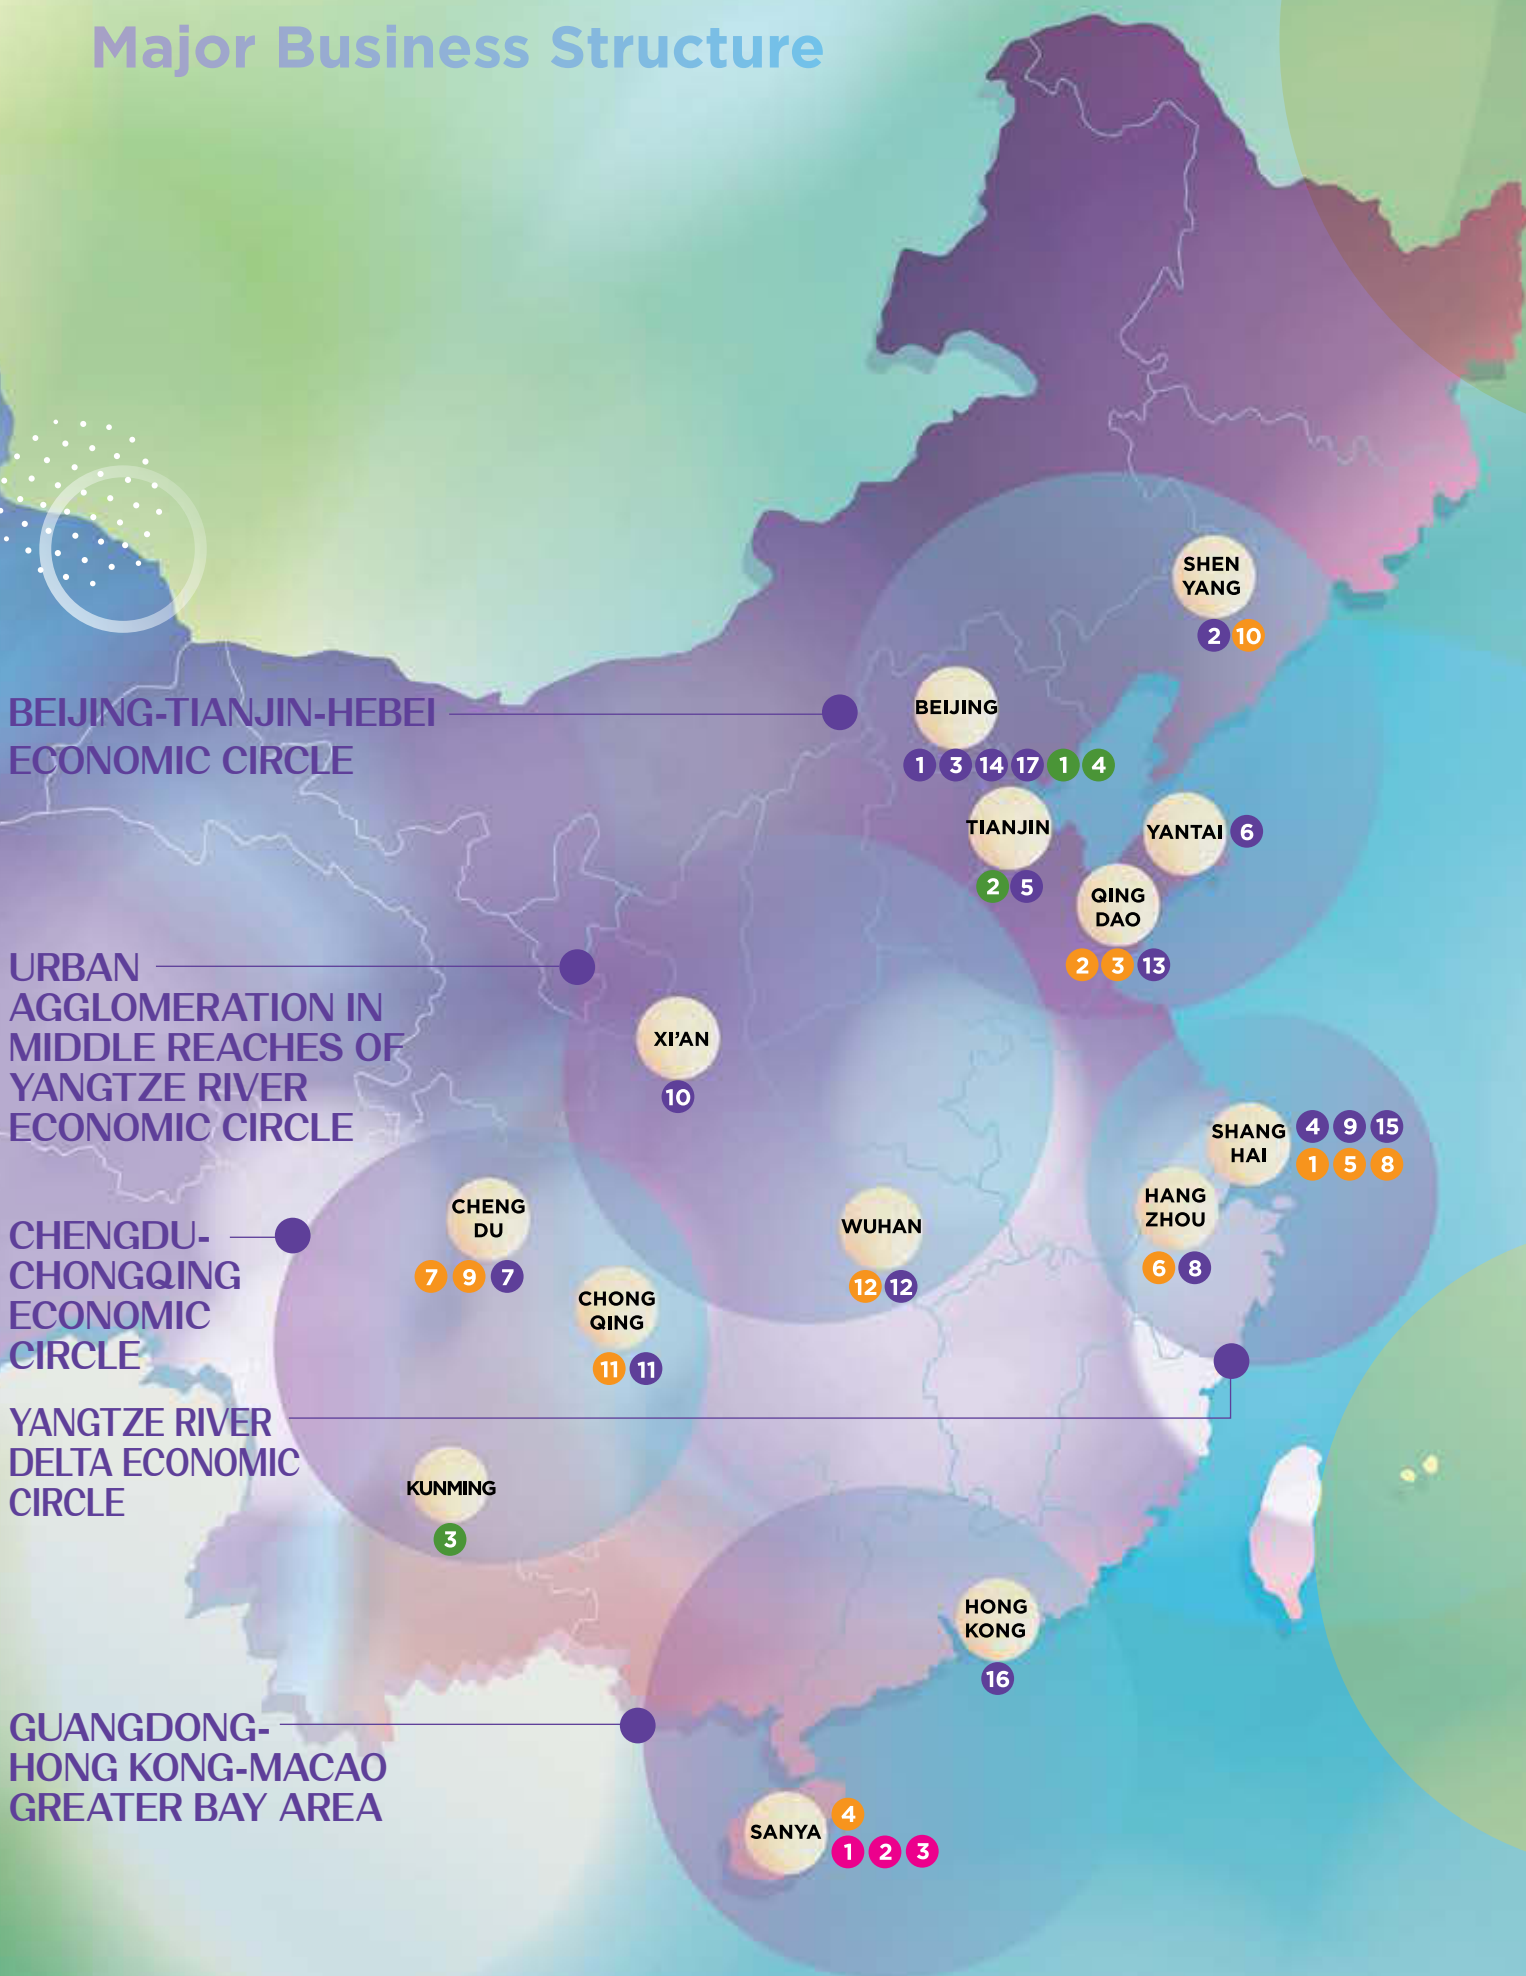 Major Business Structure
SHEN
YANG
2 10
BEIJING-TIANJIN-HEBEI
ECONOMIC CIRCLE
BEIJING
1 3 14 17 1 4
TIANJIN
2 5
YANTAI 6
QING
DAO
2 3 13
URBAN
AGGLOMERATION IN
MIDDLE REACHES OF
YANGTZE RIVER
ECONOMIC CIRCLE
XI'AN
10
SHANG
HAI
4 9 15
1 5 8
HANG
ZHOU
6 8
CHENGDU-
CHONGQING
ECONOMIC
CIRCLE
CHENG
DU
7 9 7
WUHAN
12 12
CHONG
QING
11 11
YANGTZE RIVER
DELTA ECONOMIC
CIRCLE
KUNMING
3
HONG
KONG
16
GUANGDONG-
HONG KONG-MACAO
GREATER BAY AREA
SANYA
4
1 2 3